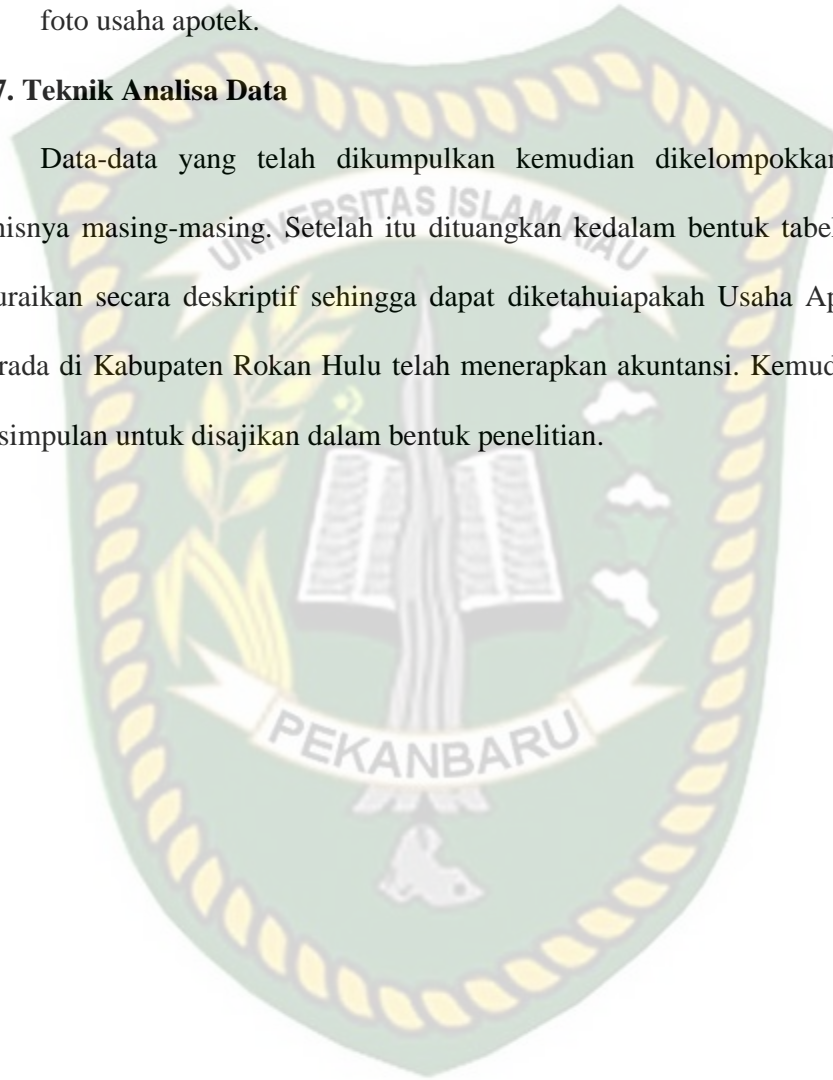 foto usaha apotek.
7. Teknik Analisa Data
Data-data yang telah dikumpulkan kemudian dikelompokkan
nisnya masing-masing. Setelah itu dituangkan kedalam bentuk tabel
uraikan secara deskriptif sehingga dapat diketahuiapakah Usaha Ap
rada di Kabupaten Rokan Hulu telah menerapkan akuntansi. Kemud
simpulan untuk disajikan dalam bentuk penelitian.
UNIVERSITAS ISLAM RIAU
PEKANBARU